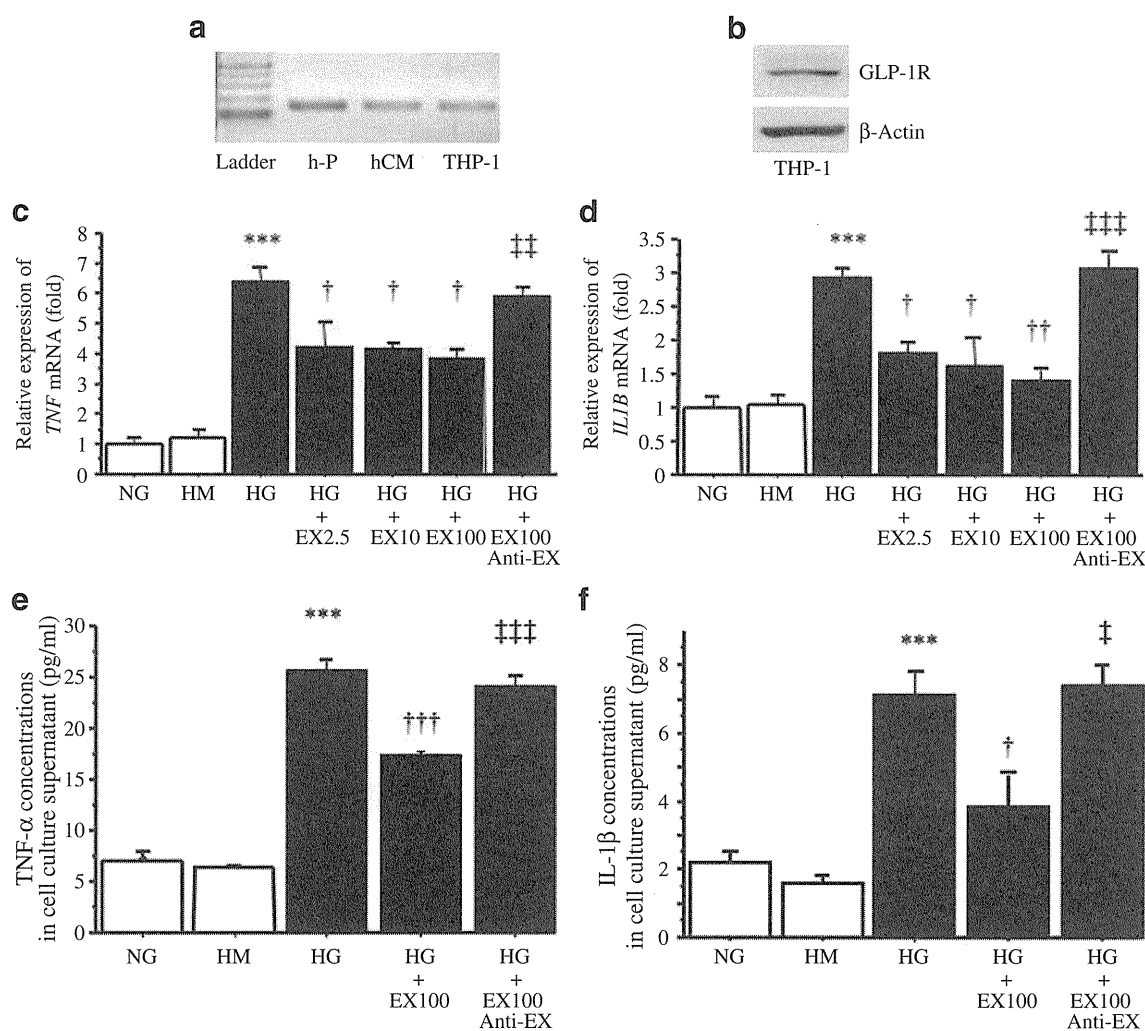 a
Ladder h-P hCM THP-1
b
GLP-1R
β-Actin
THP-1
c
Relative expression of
TNF mRNA (fold)
8
7
6
5
4
3
2
1
0
***
†
†
†
‡‡
NG HM HG HG HG HG HG
+ + + +
EX2.5 EX10 EX100 EX100
Anti-EX
d
Relative expression of
IL1B mRNA (fold)
3.5
3
2.5
2
1.5
1
0.5
0
***
†
†
††
‡‡‡
NG HM HG HG HG HG HG
+ + + +
EX2.5 EX10 EX100 EX100
Anti-EX
e
TNF-α concentrations
in cell culture supernatant (pg/ml)
30
25
20
15
10
5
0
***
†††
‡‡‡
NG HM HG HG HG
+ +
EX100 EX100
Anti-EX
f
IL-1β concentrations
in cell culture supernatant (pg/ml)
8
6
4
2
0
***
†
‡
NG HM HG HG HG
+ +
EX100 EX100
Anti-EX